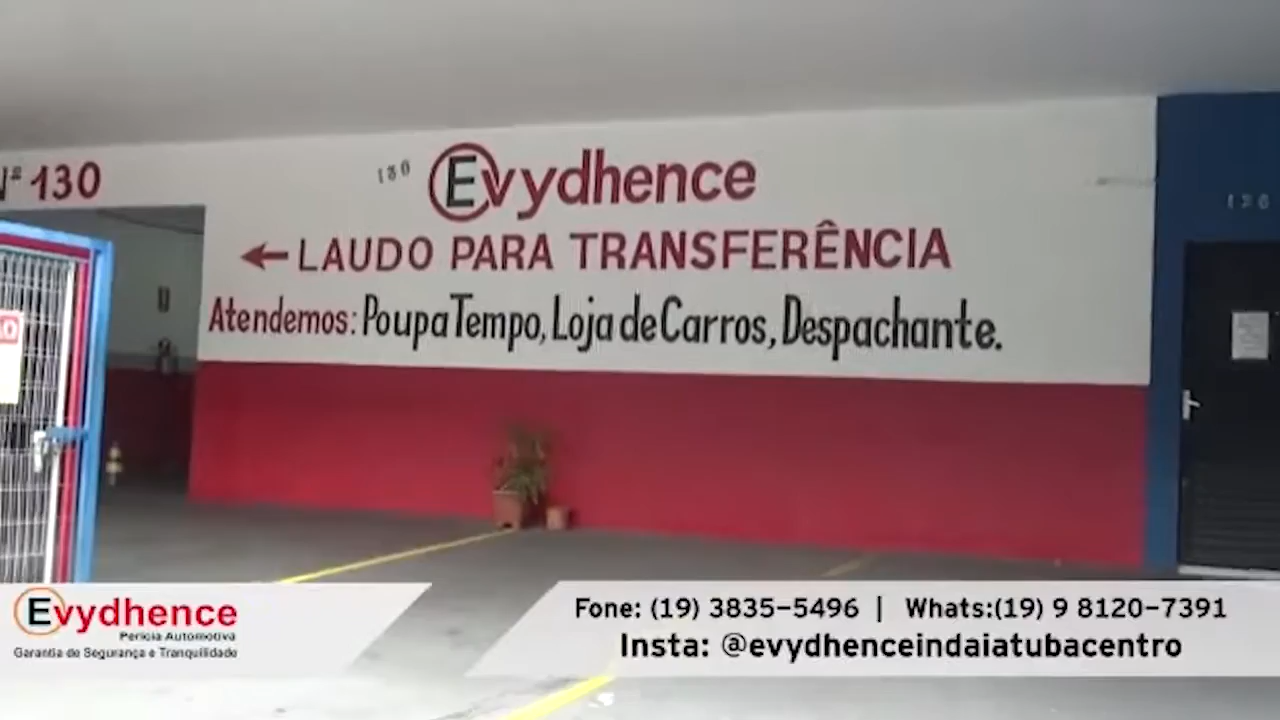 Nº 130
130
Evydhence
LAUDO PARA TRANSFERÊNCIA
Atendemos: Poupa Tempo, Loja de Carros, Despachante.
Evydhence
Perícia Automotiva
Garantia de Segurança e Tranquilidade
Fone: (19) 3835-5496 | Whats:(19) 9 8120-7391
Insta: @evydhenceindaiatubacentro